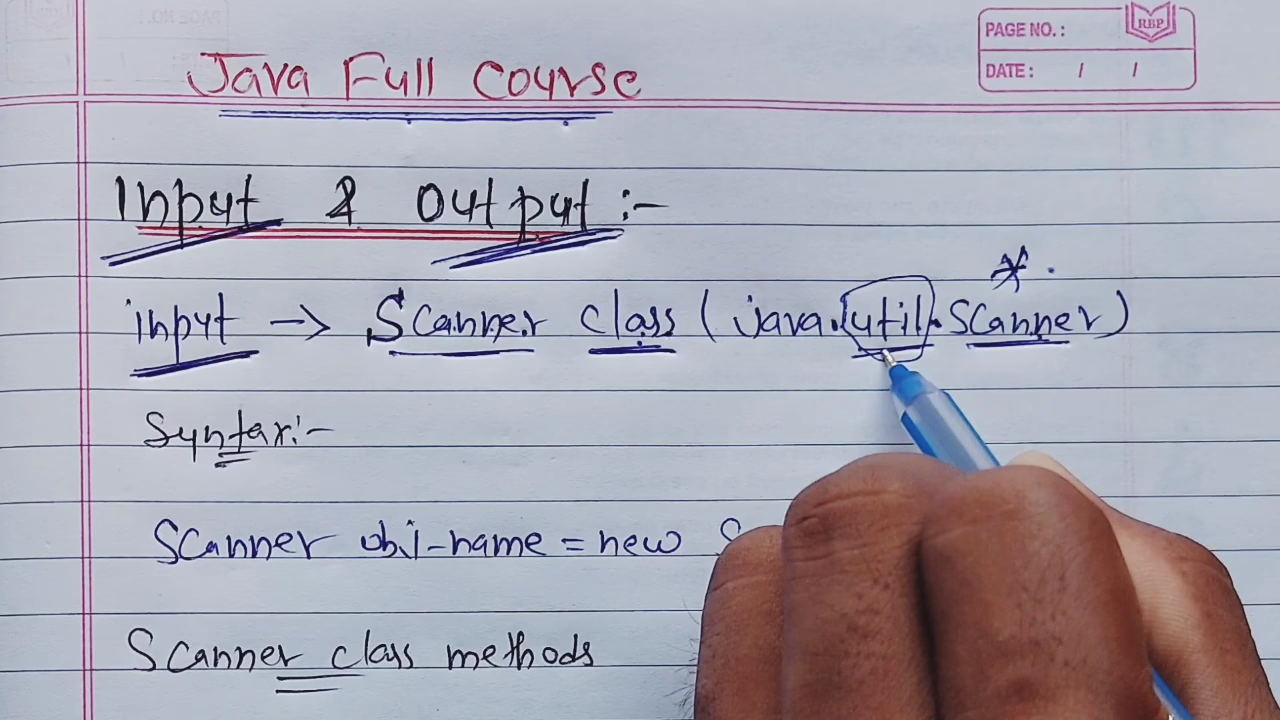 RBP
PAGE NO. :
DATE : / /
Java Full Course
Input & Output :-
input -> Scanner class (java.util.Scanner)
*.
Syntax:-
Scanner obj-name = new
Scanner class methods